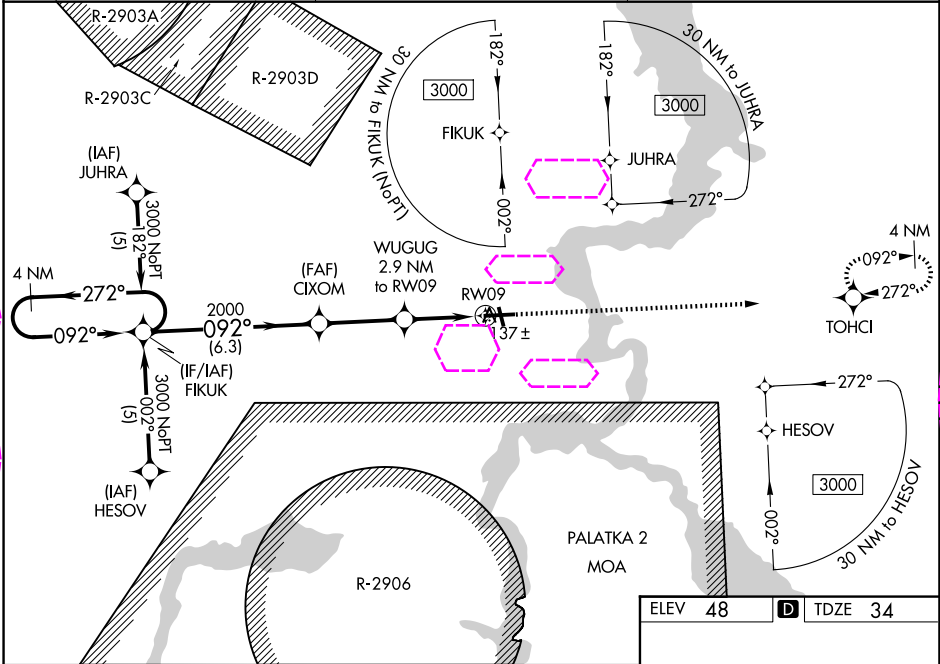 R-2903A
R-2903C
R-2903D
30 NM to FIKUK (NoPT)
182°
3000
FIKUK
002°
182°
30 NM to JUHRA
3000
JUHRA
272°
(IAF)
JUHRA
3000 NoPT
182°
(5)
4 NM
272°
092°
2000
092°
(6.3)
(IF/IAF)
FIKUK
3000 NoPT
002°
(5)
(IAF)
HESOV
(FAF)
CIXOM
WUGUG
2.9 NM
to RW09
RW09
137 ±
4 NM
092°
272°
TOHCI
272°
HESOV
3000
002°
30 NM to HESOV
PALATKA 2
MOA
R-2906
ELEV 48 D TDZE 34